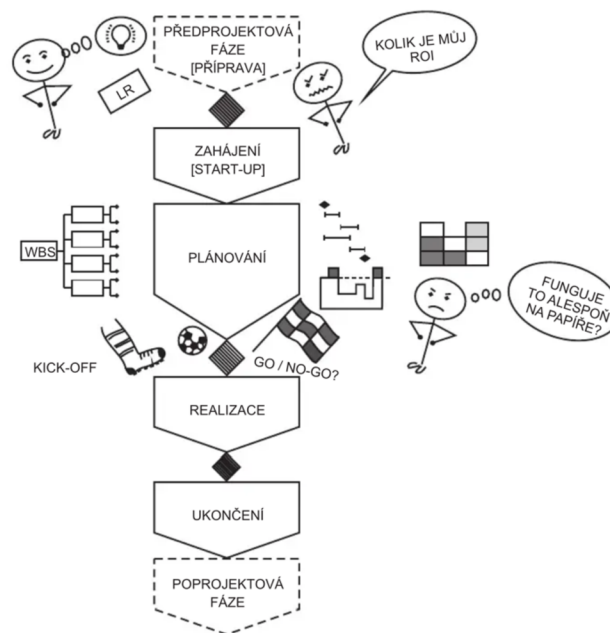 PŘEDPROJEKTOVÁ
FÁZE
[PŘÍPRAVA]
KOLIK JE MŮJ
ROI
LR
ZAHÁJENÍ
[START-UP]
WBS
PLÁNOVÁNÍ
FUNGUJE
TO ALESPOŇ
NA PAPÍŘE?
KICK-OFF
GO / NO-GO?
REALIZACE
UKONČENÍ
POPROJEKTOVÁ
FÁZE